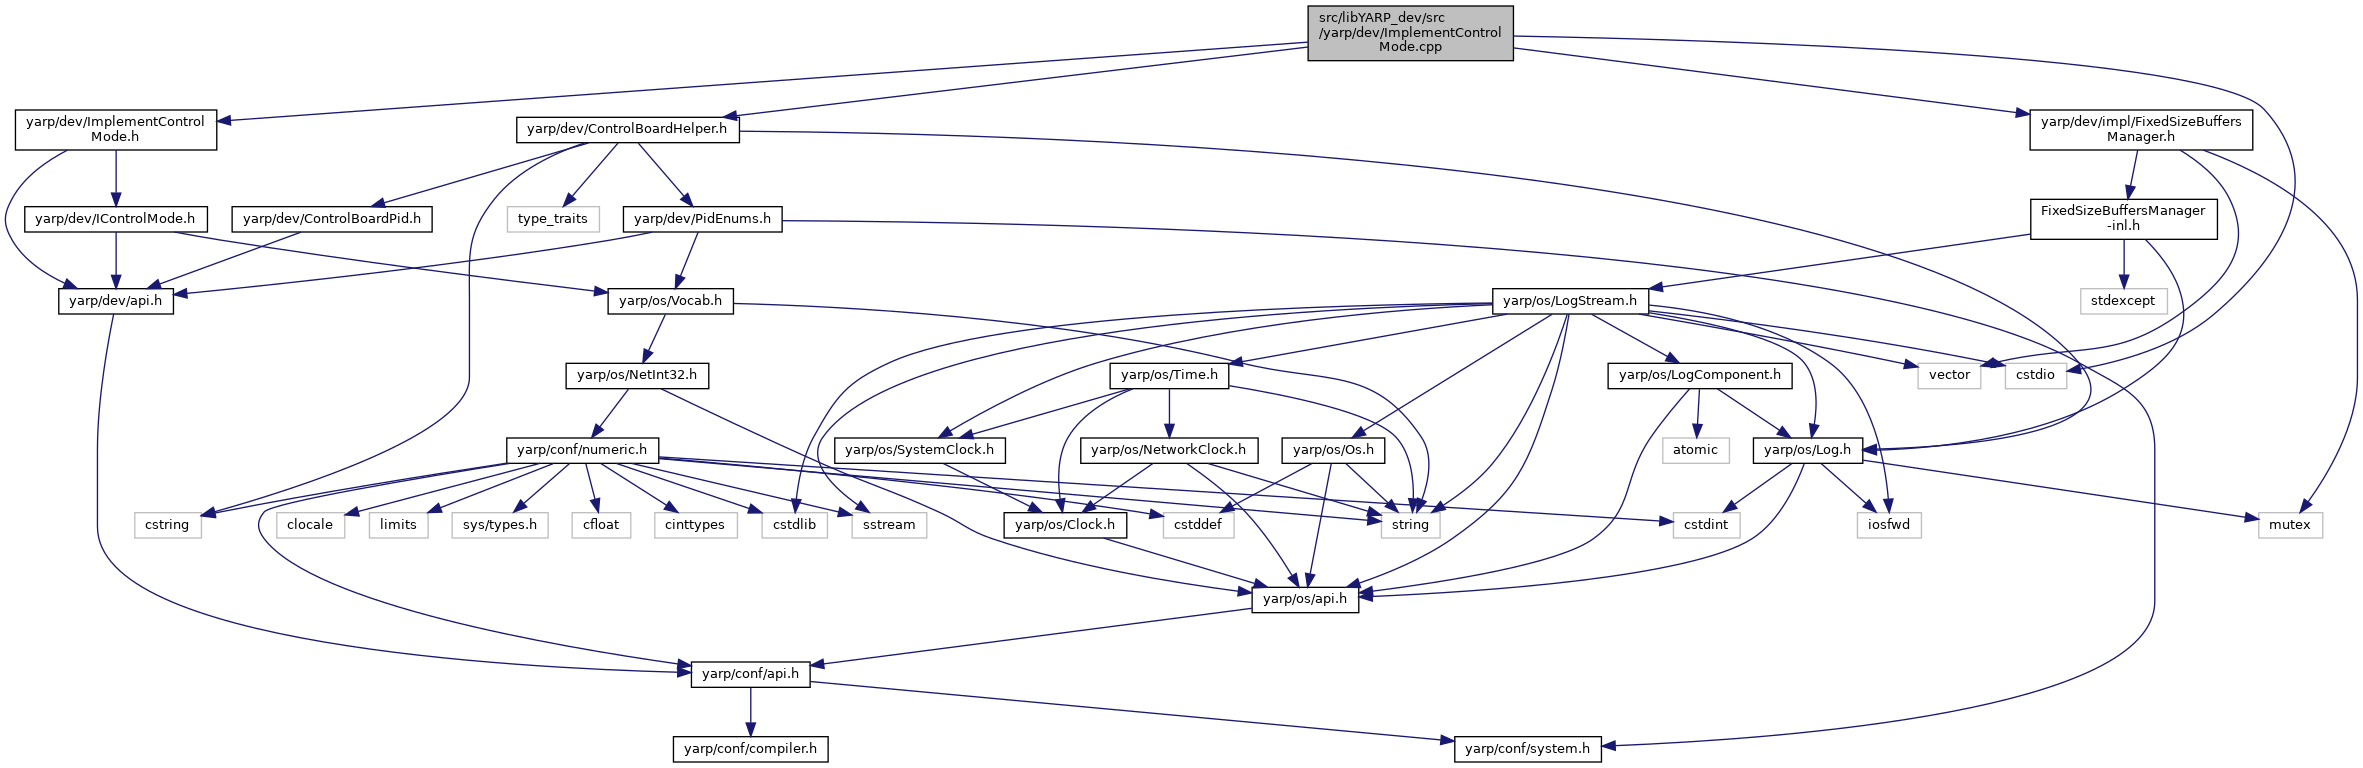 src/libYARP_dev/src
/yarp/dev/ImplementControl
Mode.cpp
yarp/dev/ImplementControl
Mode.h
yarp/dev/ControlBoardHelper.h
yarp/dev/impl/FixedSizeBuffers
Manager.h
yarp/dev/IControlMode.h
yarp/dev/ControlBoardPid.h
type_traits
yarp/dev/PidEnums.h
FixedSizeBuffersManager
-inl.h
yarp/dev/api.h
yarp/os/Vocab.h
yarp/os/LogStream.h
stdexcept
yarp/os/NetInt32.h
yarp/os/Time.h
yarp/os/LogComponent.h
vector
cstdio
yarp/conf/numeric.h
yarp/os/SystemClock.h
yarp/os/NetworkClock.h
yarp/os/Os.h
atomic
yarp/os/Log.h
cstring
clocale
limits
sys/types.h
cfloat
cinttypes
cstdlib
sstream
yarp/os/Clock.h
cstddef
string
cstdint
iosfwd
mutex
yarp/os/api.h
yarp/conf/api.h
yarp/conf/compiler.h
yarp/conf/system.h